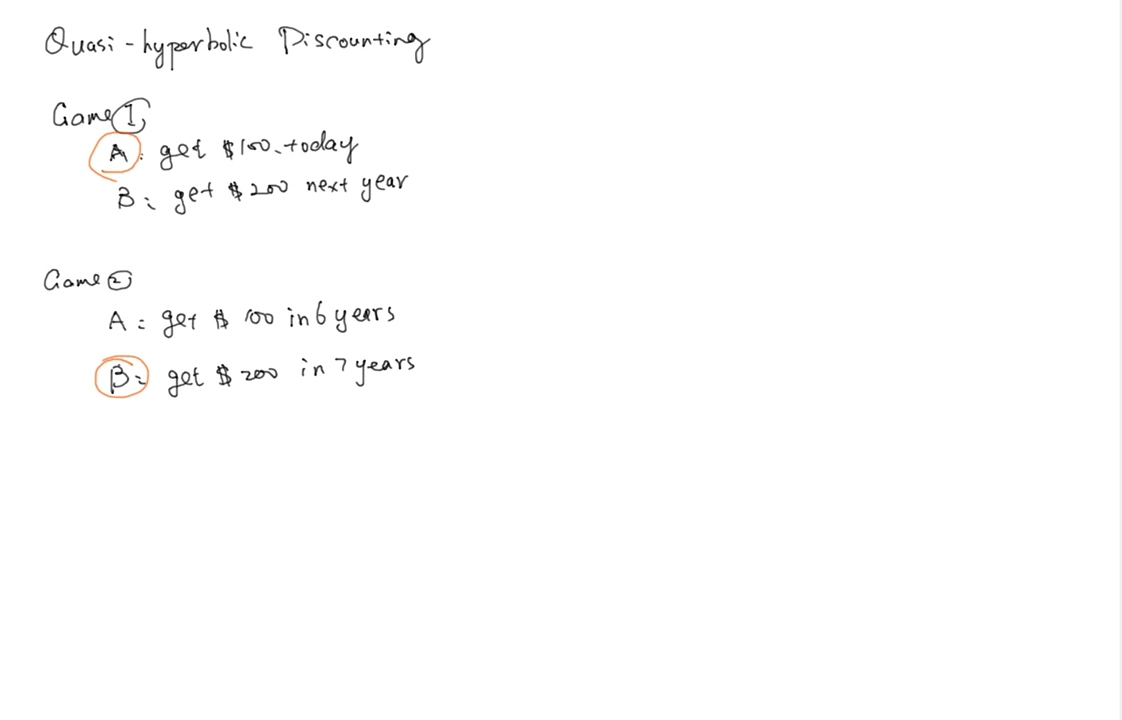 Quasi-hyperbolic Discounting
Game ①
A: get $100 today
B: get $200 next year
Game ②
A: get $100 in 6 years
B: get $200 in 7 years